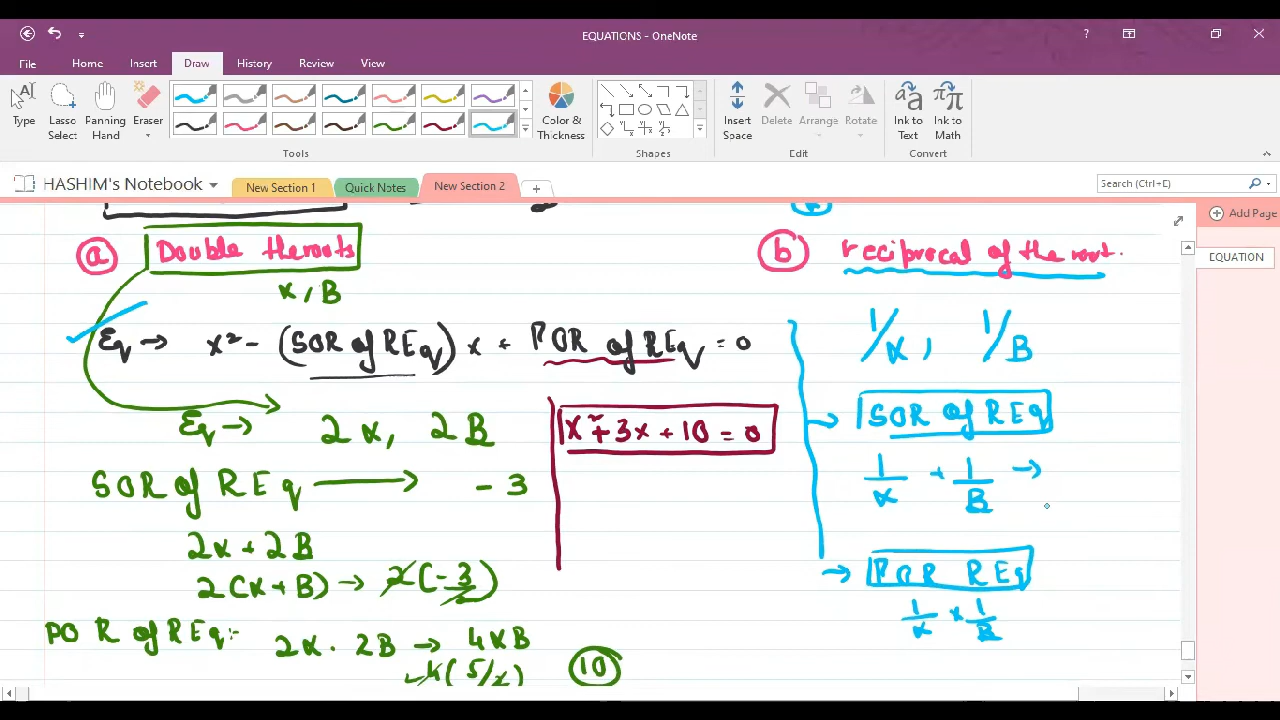 EQUATIONS - OneNote
?
File Home Insert Draw History Review View
Type
Lasso Select
Panning Hand
Eraser
Color & Thickness
Insert Space
Delete
Arrange
Rotate
Ink to Text
Ink to Math
Tools
Shapes
Edit
Convert
HASHIM's Notebook
New Section 1
Quick Notes
New Section 2
+
Search (Ctrl+E)
Add Page
EQUATION
a Double the roots
α, B
Eq → x² - (SOR of REq) x + POR of REq = 0
Eq → 2α, 2B
SOR of REq → -3
2α + 2B
2(α + B) → 2(-3/2)
POR of REq:- 2α . 2B → 4αB
4(5/2) 10
x² + 3x + 10 = 0
b reciprocal of the root.
1/α, 1/B
→ SOR of REq
1/α + 1/B →
→ POR REq
1/α × 1/B